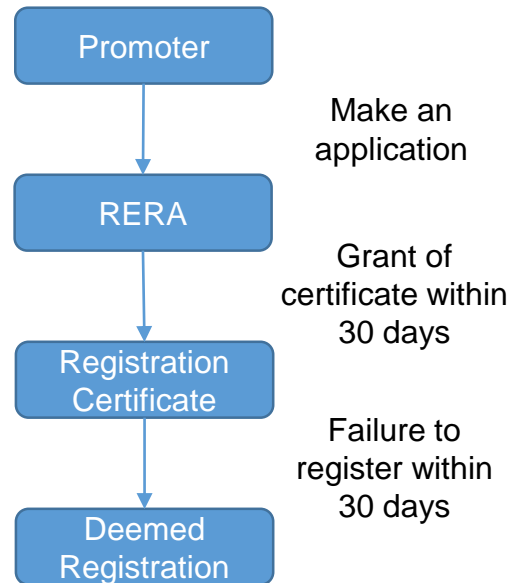 Promoter
Make an
application
RERA
Grant of
certificate within
30 days
Registration
Certificate
Failure to
register within
30 days
Deemed
Registration